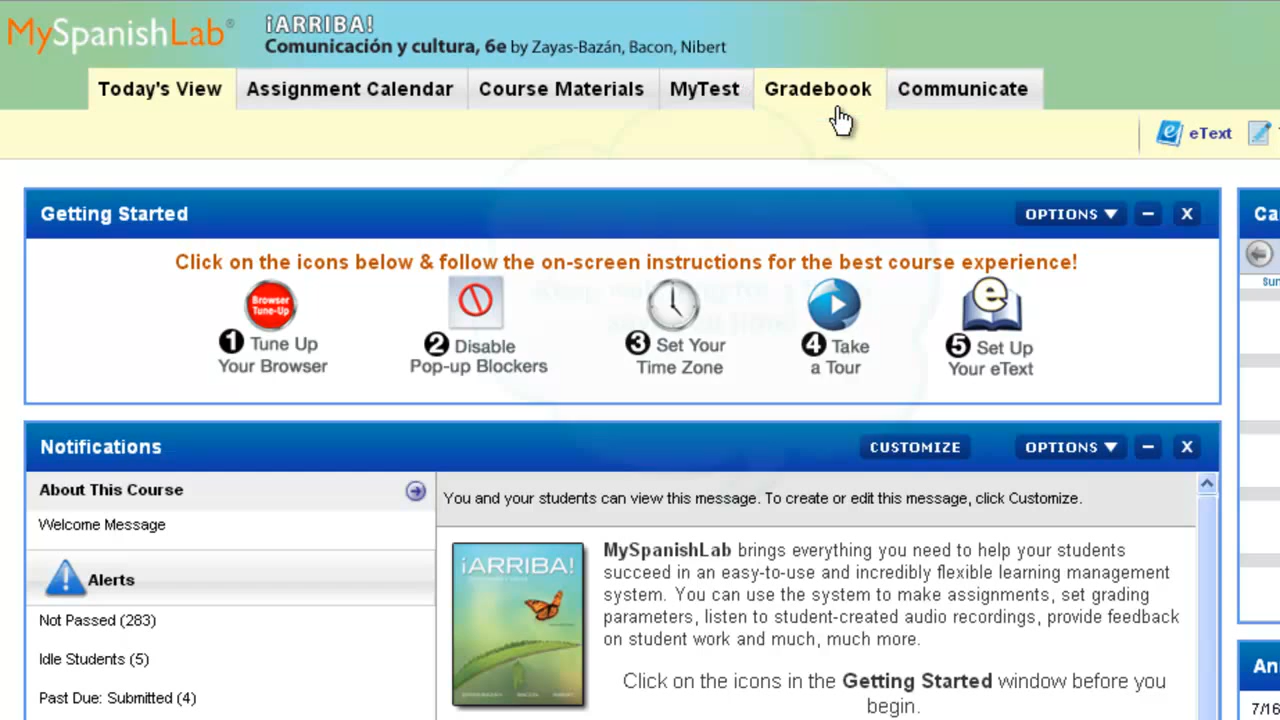 MySpanishLab®
¡ARRIBA!
Comunicación y cultura, 6e by Zayas-Bazán, Bacon, Nibert
Today's View
Assignment Calendar
Course Materials
MyTest
Gradebook
Communicate
eText
Getting Started
OPTIONS
Click on the icons below & follow the on-screen instructions for the best course experience!
Browser
Tune-Up
1 Tune Up
Your Browser
2 Disable
Pop-up Blockers
3 Set Your
Time Zone
4 Take
a Tour
5 Set Up
Your eText
Notifications
CUSTOMIZE
OPTIONS
About This Course
Welcome Message
Alerts
Not Passed (283)
Idle Students (5)
Past Due: Submitted (4)
You and your students can view this message. To create or edit this message, click Customize.
¡ARRIBA!
MySpanishLab brings everything you need to help your students
succeed in an easy-to-use and incredibly flexible learning management
system. You can use the system to make assignments, set grading
parameters, listen to student-created audio recordings, provide feedback
on student work and much, much more.
Click on the icons in the Getting Started window before you
begin.
Ca
Sun
An
7/16